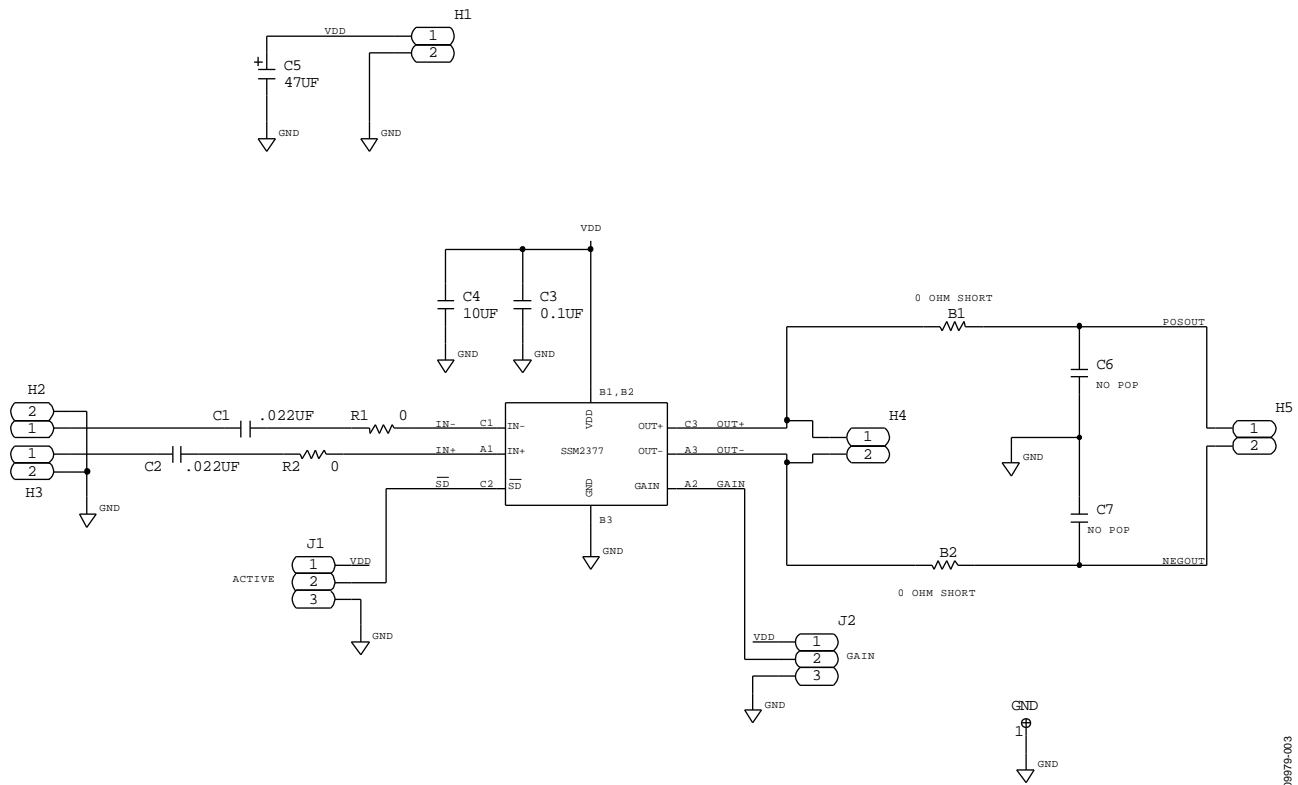 H1
VDD
1
2
+
C5
47UF
GND
GND
VDD
C4
10UF
C3
0.1UF
GND
GND
0 OHM SHORT
B1
POSOUT
C6
NO POP
B1,B2
H2
2
1
C1 .022UF R1 0
IN- C1 IN-
VDD
OUT+ C3 OUT+
H4
1
2
H5
1
2
1
2
H3
C2 .022UF R2 0
IN+ A1 IN+
SSM2377
OUT- A3 OUT-
GND
SD C2 SD
GND
GAIN A2 GAIN
GND
B3
GND
C7
NO POP
J1
1 VDD
ACTIVE 2
3
GND
B2
0 OHM SHORT
NEGOUT
J2
VDD 1
2 GAIN
3
GND
GND
1
GND
09979-003